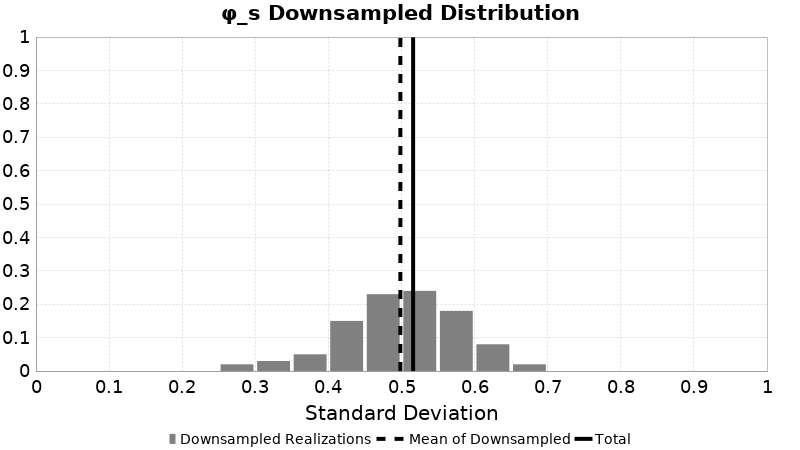 φ_s Downsampled Distribution
1
0.9
0.8
0.7
0.6
0.5
0.4
0.3
0.2
0.1
0
0 0.1 0.2 0.3 0.4 0.5 0.6 0.7 0.8 0.9 1
Standard Deviation
Downsampled Realizations Mean of Downsampled Total